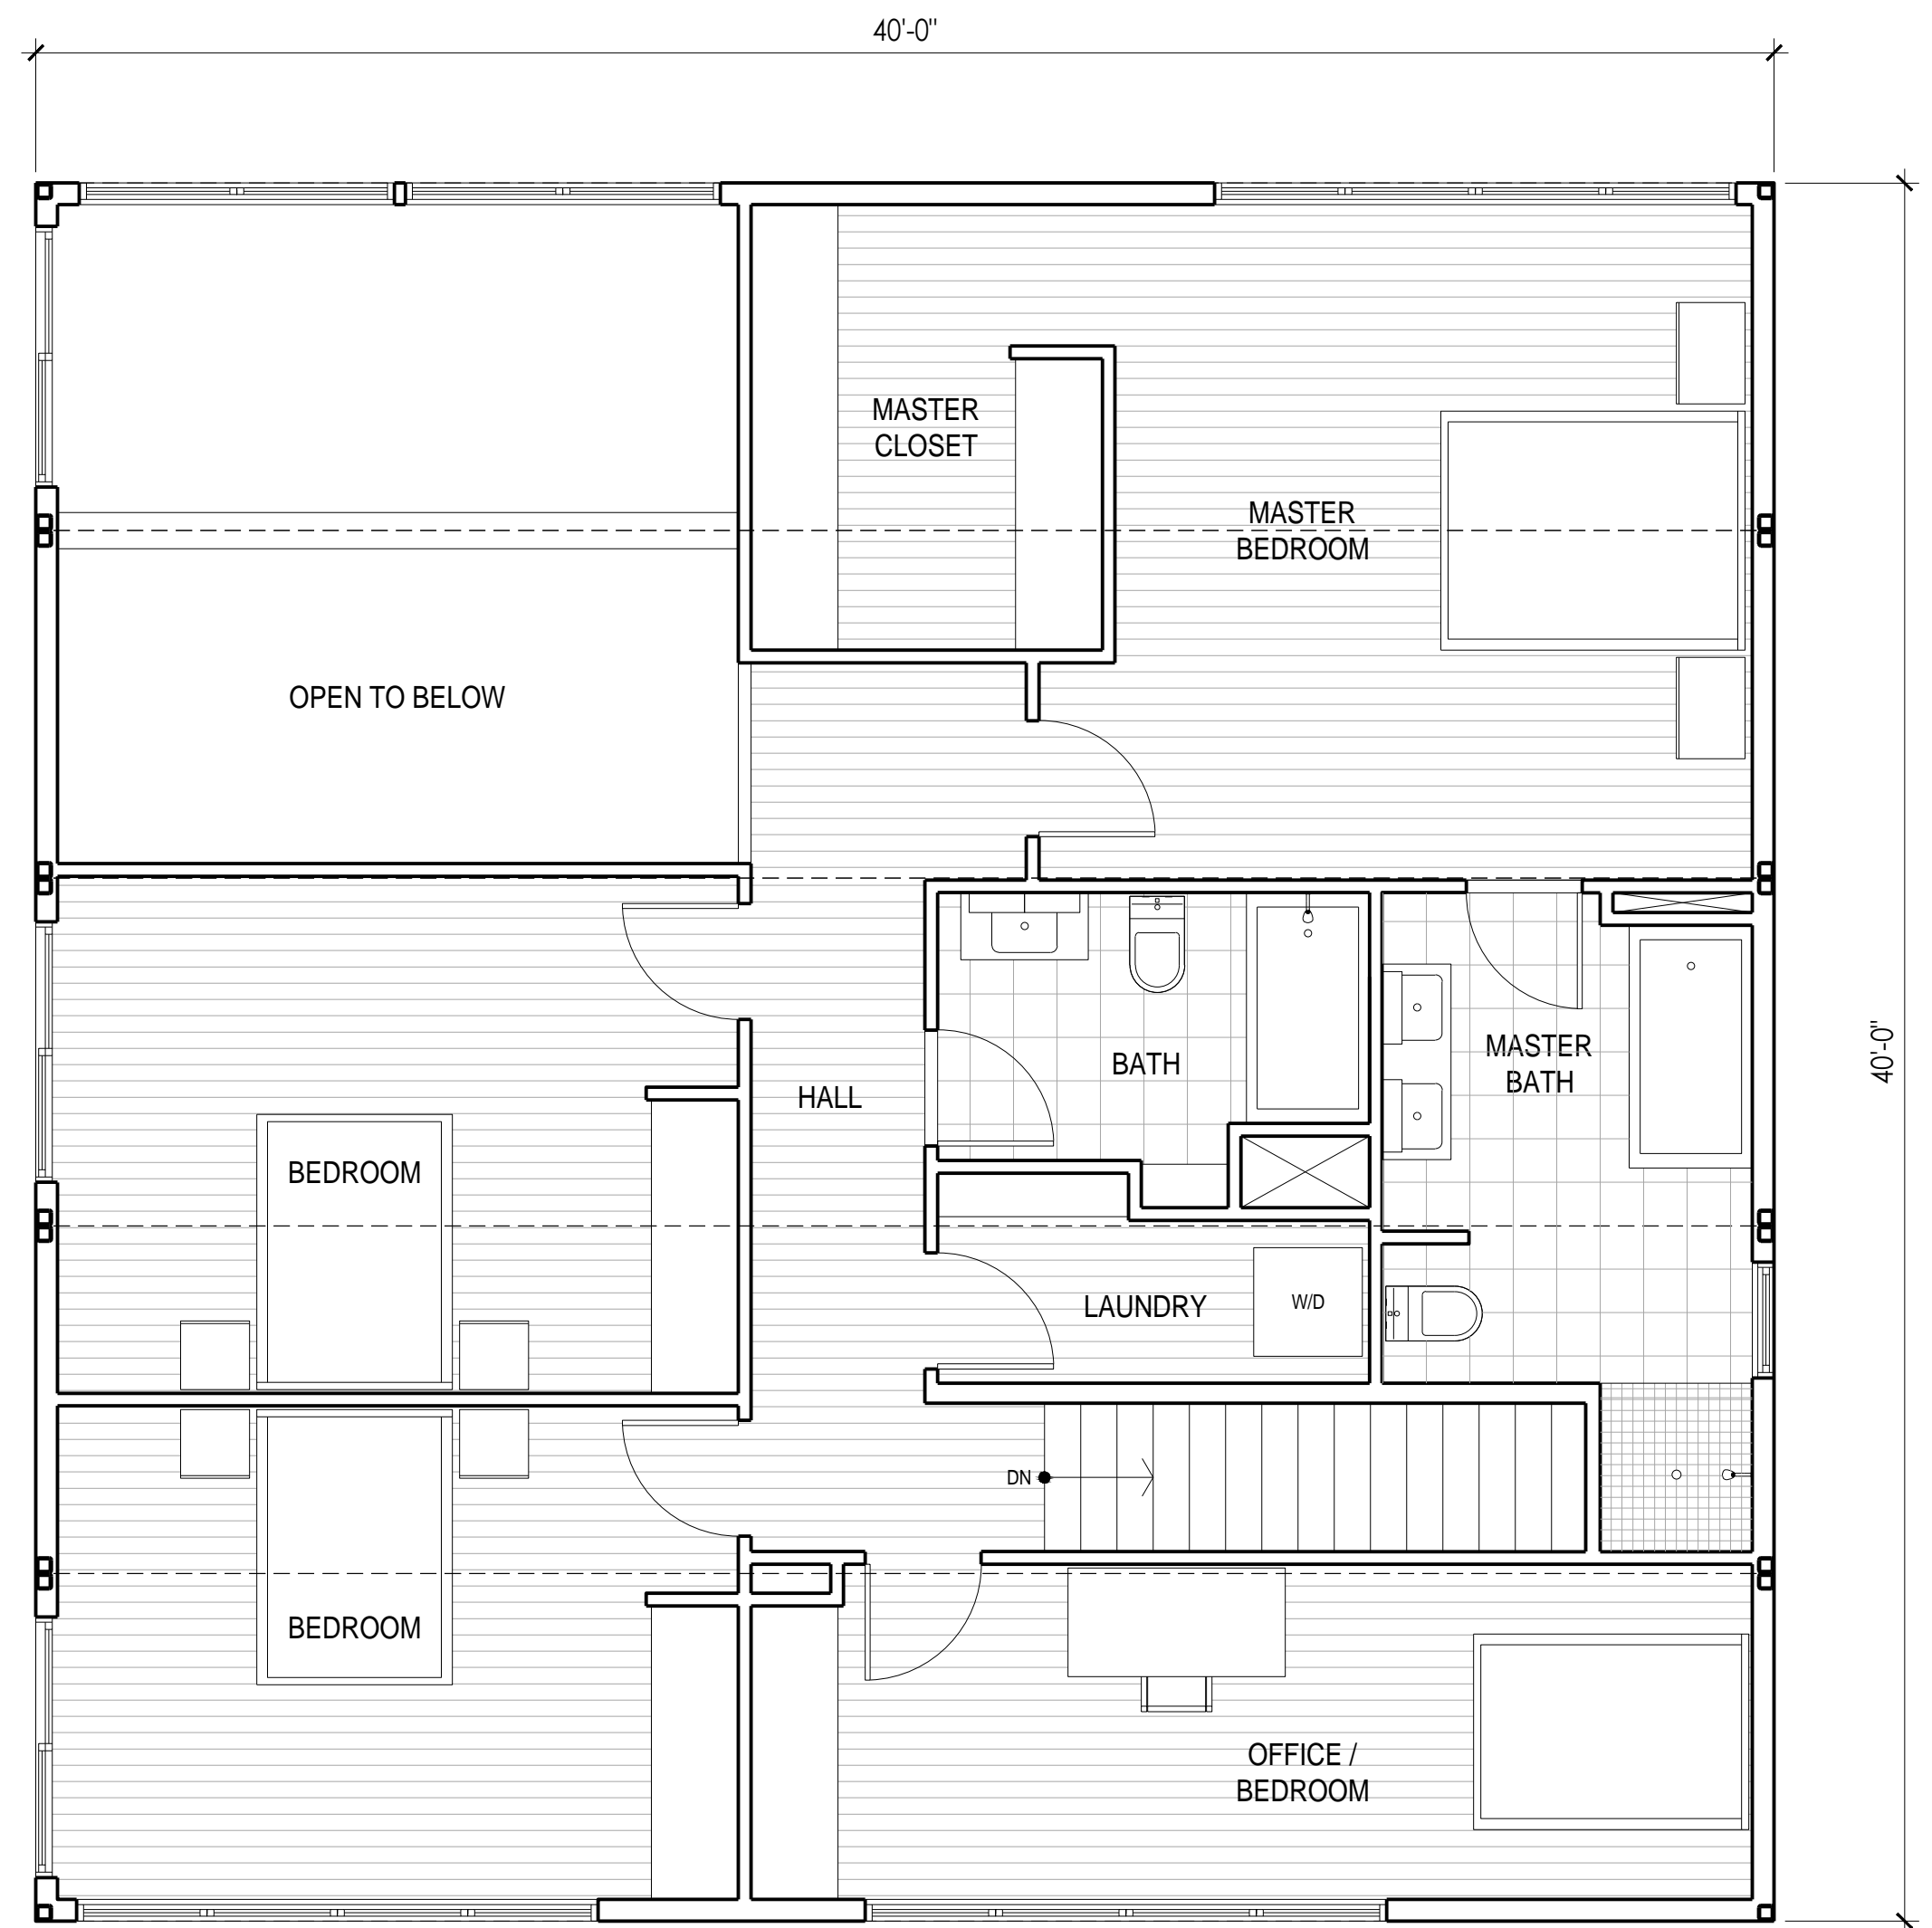 40'-0"
MASTER
CLOSET
MASTER
BEDROOM
OPEN TO BELOW
40'-0"
BATH
MASTER
BATH
HALL
BEDROOM
LAUNDRY
W/D
DN
BEDROOM
OFFICE /
BEDROOM